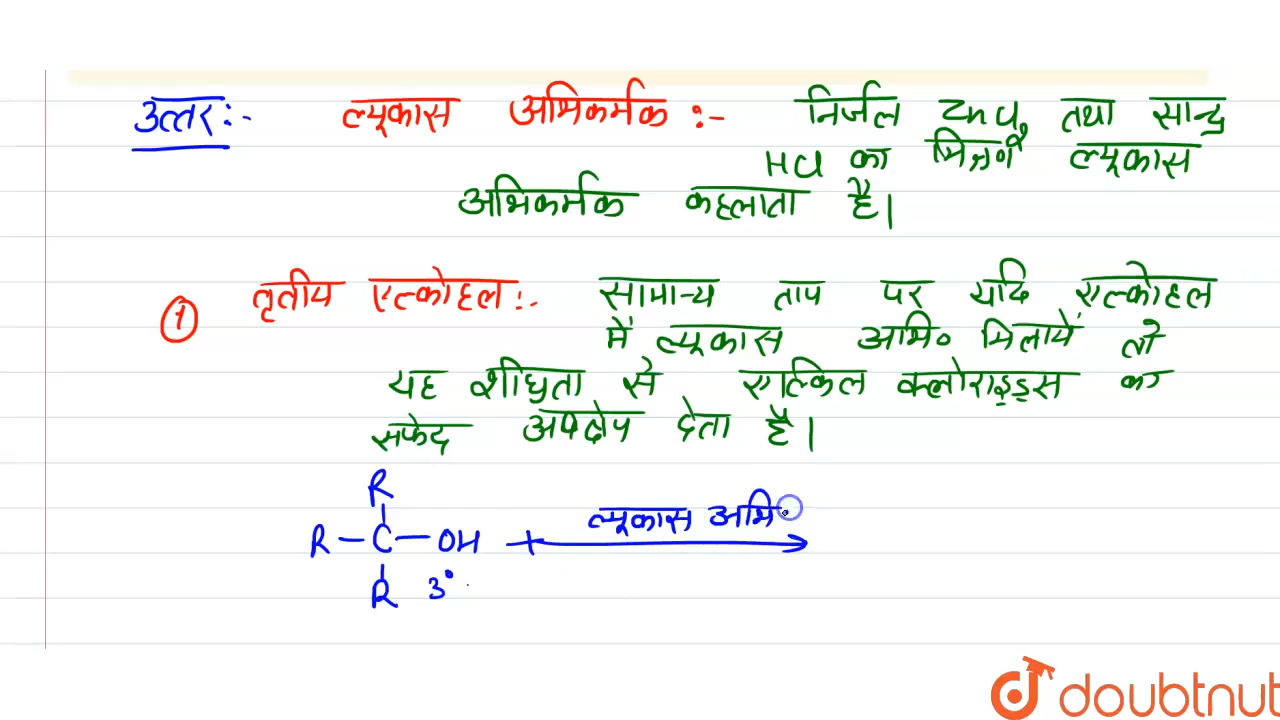 उत्तर:- ल्यूकास अभिकर्मक :- निर्जल ZnCl₂ तथा सान्द्र
HCl का मिश्रण ल्यूकास
अभिकर्मक कहलाता है।
① तृतीय एल्कोहल:- सामान्य ताप पर यदि एल्कोहल
में ल्यूकास अभि० मिलायें तो
यह शीघ्रता से एल्किल क्लोराइड्स का
सफेद अवक्षेप देता है।
R
ल्यूकास अभि
R - C - OH +
R 3°
doubtnut